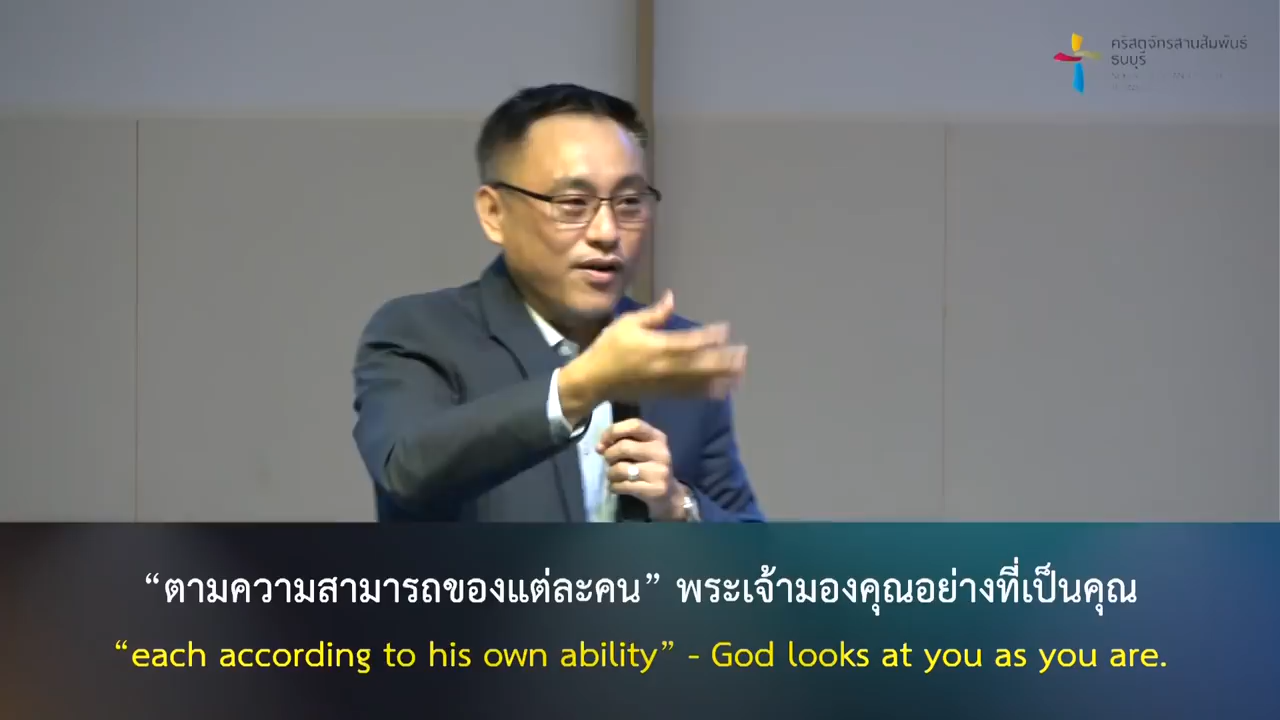 คริสตจักรสานสัมพันธ์
ธนบุรี
“ตามความสามารถของแต่ละคน” พระเจ้ามองคุณอย่างที่เป็นคุณ
“each according to his own ability” - God looks at you as you are.